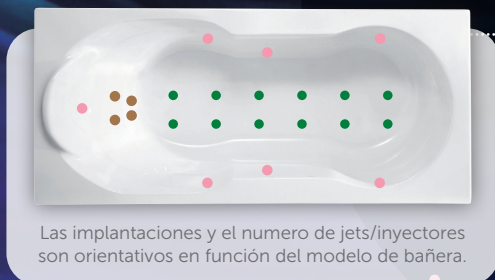 Las implantaciones y el numero de jets/inyectores
son orientativos en función del modelo de bañera.